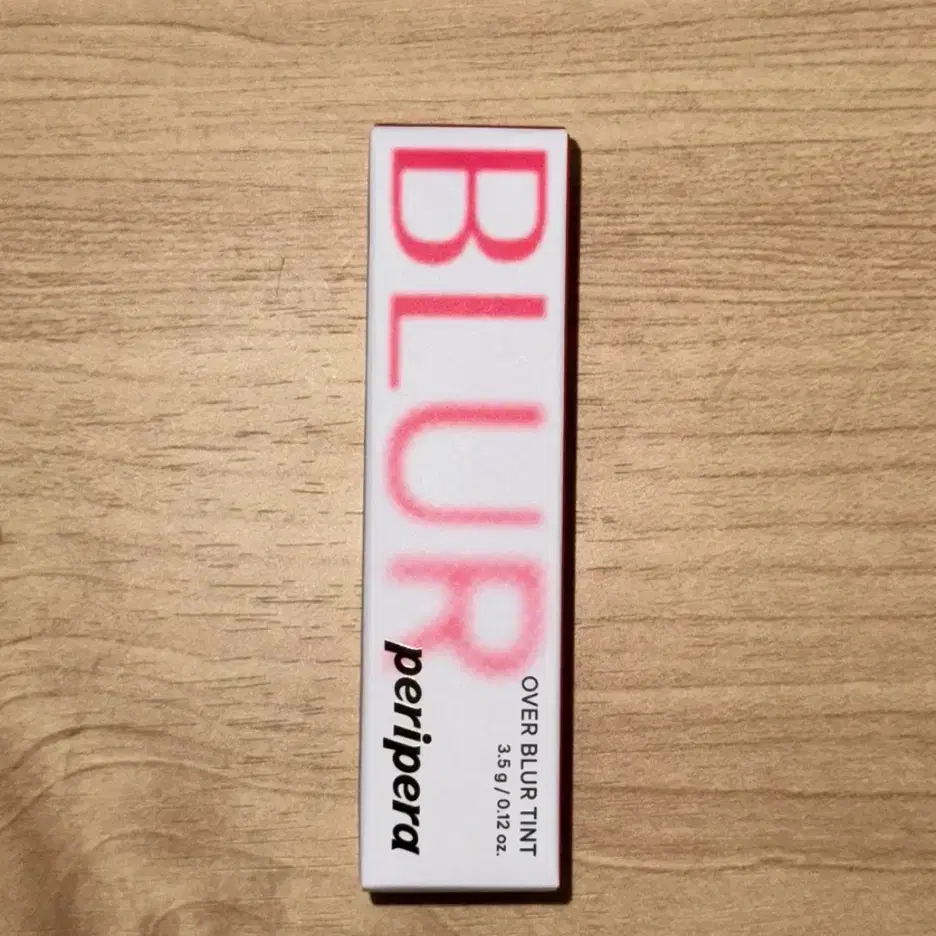 BLUR
OVER BLUR TINT
3.5 g / 0.12 oz.
peripera